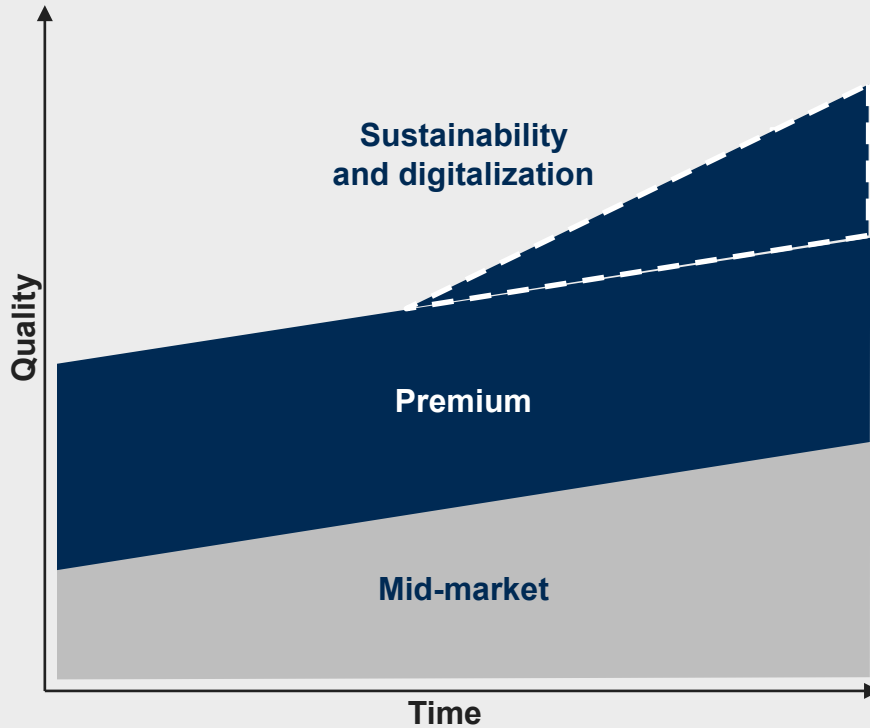 Sustainability
and digitalization
Quality
Premium
Mid-market
Time